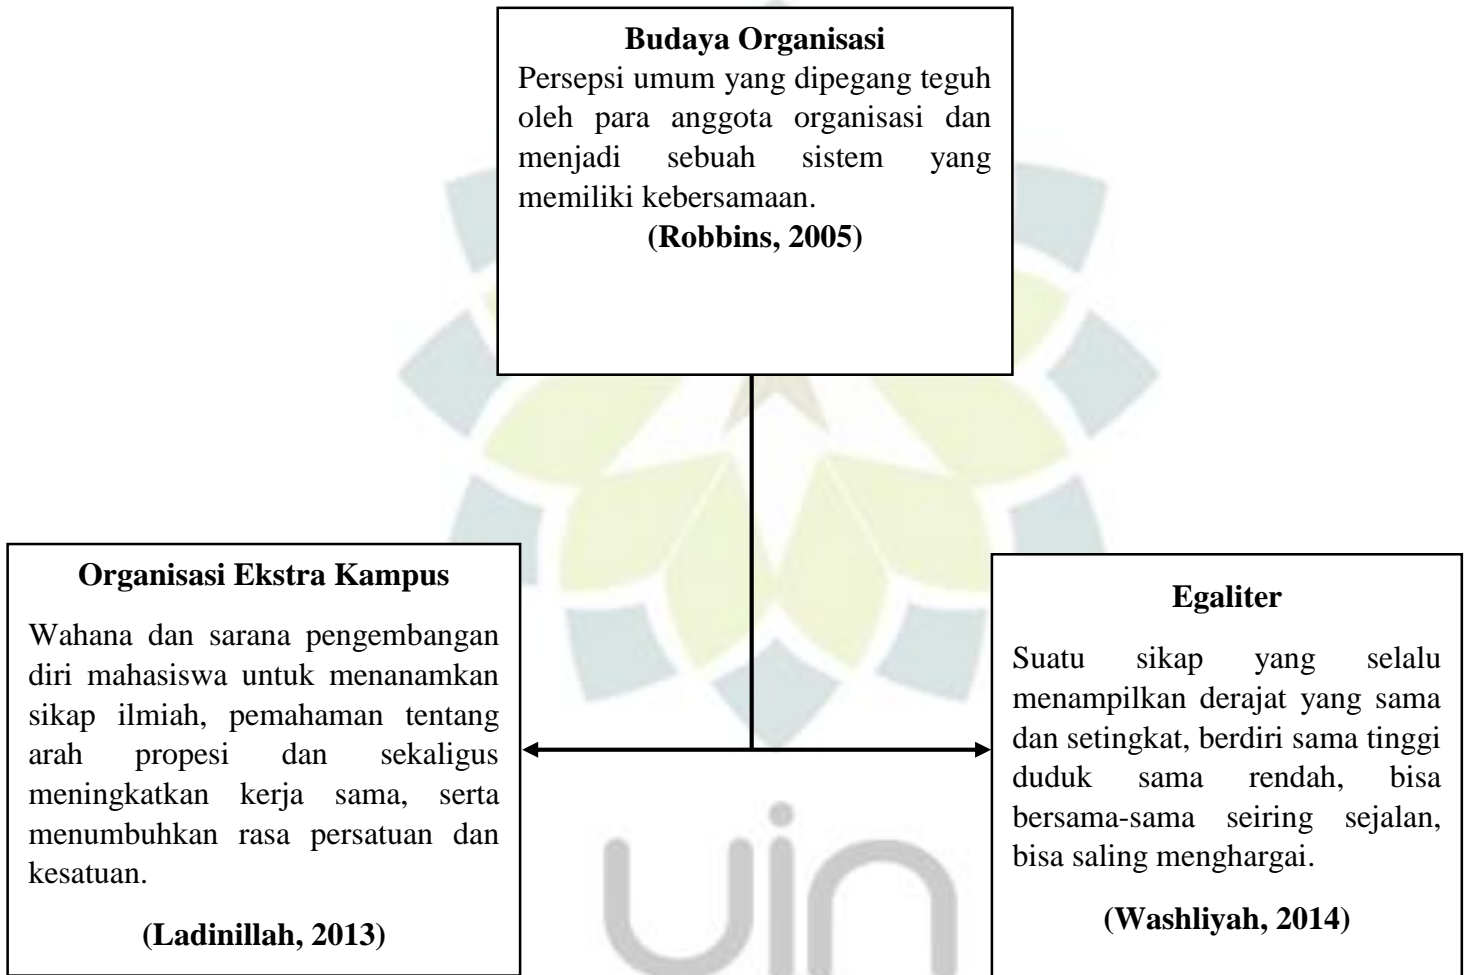 Budaya Organisasi
Persepsi umum yang dipegang teguh
oleh para anggota organisasi dan
menjadi sebuah sistem yang
memiliki kebersamaan.
(Robbins, 2005)
Organisasi Ekstra Kampus
Wahana dan sarana pengembangan
diri mahasiswa untuk menanamkan
sikap ilmiah, pemahaman tentang
arah propesi dan sekaligus
meningkatkan kerja sama, serta
menumbuhkan rasa persatuan dan
kesatuan.
(Ladinillah, 2013)
Egaliter
Suatu sikap yang selalu
menampilkan derajat yang sama
dan setingkat, berdiri sama tinggi
duduk sama rendah, bisa
bersama-sama seiring sejalan,
bisa saling menghargai.
(Washliyah, 2014)
uin